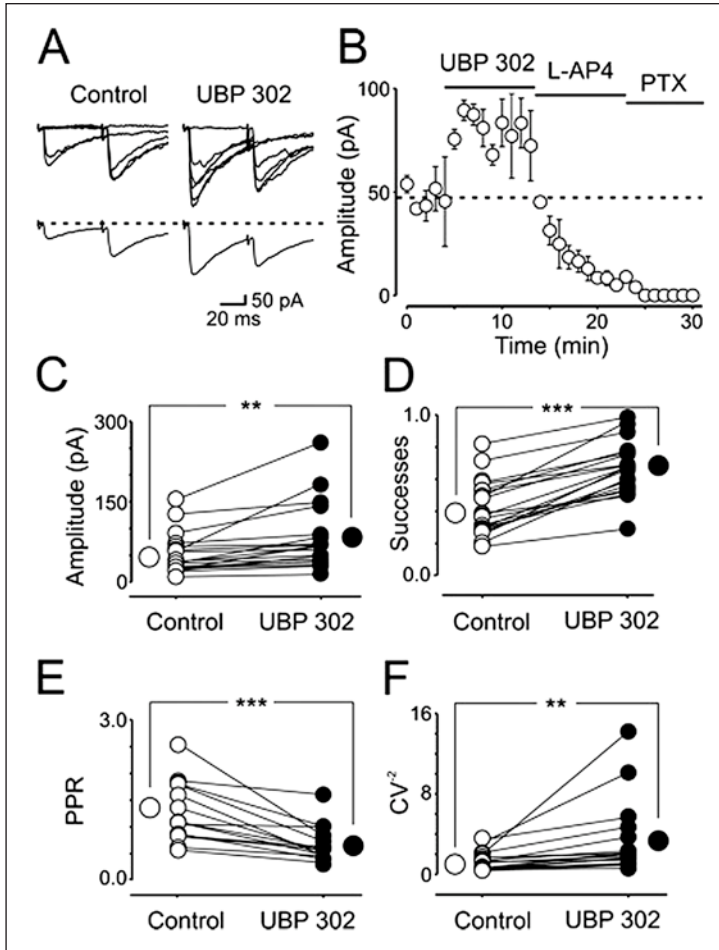 A
Control
UBP 302
50 pA
20 ms
B
UBP 302
L-AP4
PTX
Amplitude (pA)
100
50
0
0
10
20
30
Time (min)
C
**
Amplitude (pA)
300
150
0
Control
UBP 302
D
***
Successes
1.0
0.0
Control
UBP 302
E
***
PPR
3.0
0.0
Control
UBP 302
F
**
CV-2
16
8
0
Control
UBP 302